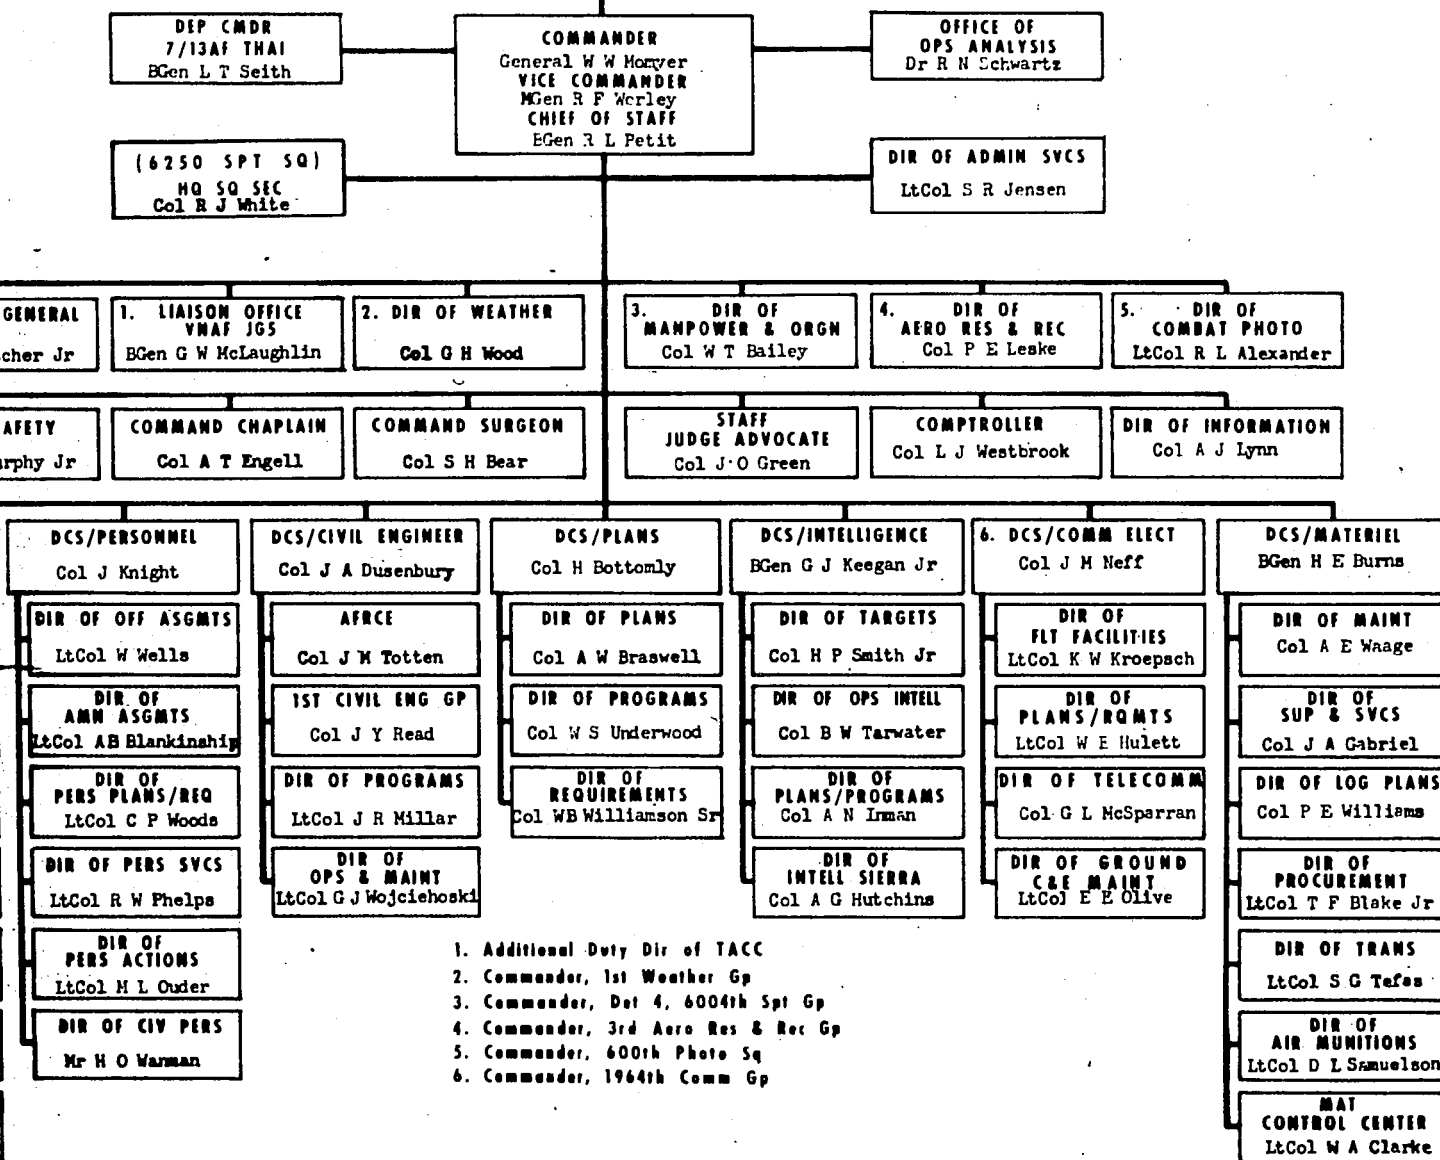 DEP CMDR
7/13AF THAI
BGen L T Seith
COMMANDER
General W W Momyer
VICE COMMANDER
MGen R F Worley
CHIEF OF STAFF
BGen R L Petit
OFFICE OF
OPS ANALYSIS
Dr R N Schwartz
(6250 SPT SQ)
HQ SQ SEC
Col R J White
DIR OF ADMIN SVCS
LtCol S R Jensen
GENERAL
cher Jr
1. LIAISON OFFICE
VNAF JGS
BGen G W McLaughlin
2. DIR OF WEATHER
Col G H Wood
3. DIR OF
MANPOWER & ORGN
Col W T Bailey
4. DIR OF
AERO RES & REC
Col P E Leske
5. DIR OF
COMBAT PHOTO
LtCol R L Alexander
AFETY
rphy Jr
COMMAND CHAPLAIN
Col A T Engell
COMMAND SURGEON
Col S H Bear
STAFF
JUDGE ADVOCATE
Col J O Green
COMPTROLLER
Col L J Westbrook
DIR OF INFORMATION
Col A J Lynn
DCS/PERSONNEL
Col J Knight
DIR OF OFF ASGMTS
LtCol W Wells
DIR OF
AMN ASGMTS
LtCol AB Blankinship
DIR OF
PERS PLANS/REQ
LtCol C P Woods
DIR OF PERS SVCS
LtCol R W Phelps
DIR OF
PERS ACTIONS
LtCol M L Ouder
DIR OF CIV PERS
Mr H O Warman
DCS/CIVIL ENGINEER
Col J A Dusenbury
AFRCE
Col J M Totten
1ST CIVIL ENG GP
Col J Y Read
DIR OF PROGRAMS
LtCol J R Millar
DIR OF
OPS & MAINT
LtCol G J Wojciehoski
DCS/PLANS
Col H Bottomly
DIR OF PLANS
Col A W Braswell
DIR OF PROGRAMS
Col W S Underwood
DIR OF
REQUIREMENTS
Col WB Williamson Sr
DCS/INTELLIGENCE
BGen G J Keegan Jr
DIR OF TARGETS
Col H P Smith Jr
DIR OF OPS INTELL
Col B W Tarwater
DIR OF
PLANS/PROGRAMS
Col A N Inman
DIR OF
INTELL SIERRA
Col A G Hutchins
6. DCS/COMM ELECT
Col J M Neff
DIR OF
FLT FACILITIES
LtCol K W Kroepsch
DIR OF
PLANS/RQMTS
LtCol W E Hulett
DIR OF TELECOMM
Col G L McSparran
DIR OF GROUND
C&E MAINT
LtCol E E Olive
DCS/MATERIEL
BGen H E Burns
DIR OF MAINT
Col A E Waage
DIR OF
SUP & SVCS
Col J A Gabriel
DIR OF LOG PLANS
Col P E Williams
DIR OF
PROCUREMENT
LtCol T F Blake Jr
DIR OF TRANS
LtCol S G Tefas
DIR OF
AIR MUNITIONS
LtCol D L Samuelson
MAT
CONTROL CENTER
LtCol W A Clarke
1. Additional Duty Dir of TACC
2. Commander, 1st Weather Gp
3. Commander, Det 4, 6004th Spt Gp
4. Commander, 3rd Aero Res & Rec Gp
5. Commander, 600th Photo Sq
6. Commander, 1964th Comm Gp